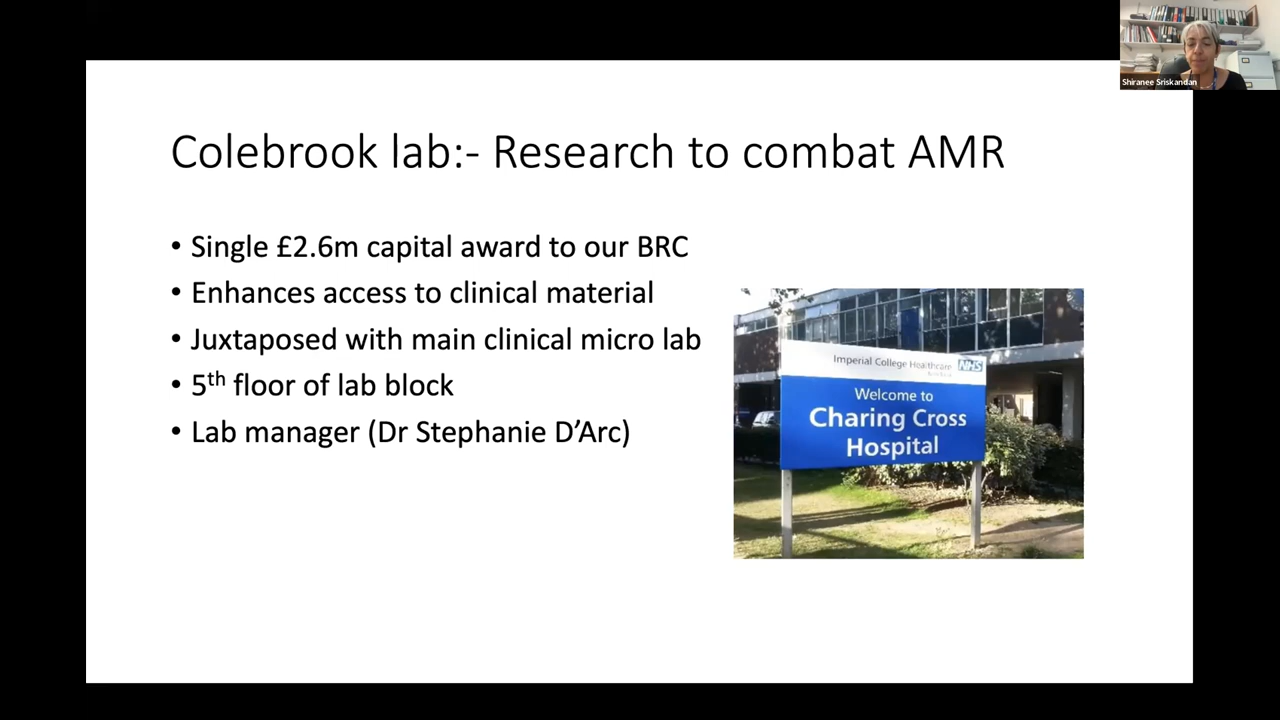 Shiranee Sriskandan
Colebrook lab:- Research to combat AMR
• Single £2.6m capital award to our BRC
• Enhances access to clinical material
• Juxtaposed with main clinical micro lab
• 5th floor of lab block
• Lab manager (Dr Stephanie D’Arc)
Imperial College Healthcare NHS
Welcome to
Charing Cross
Hospital